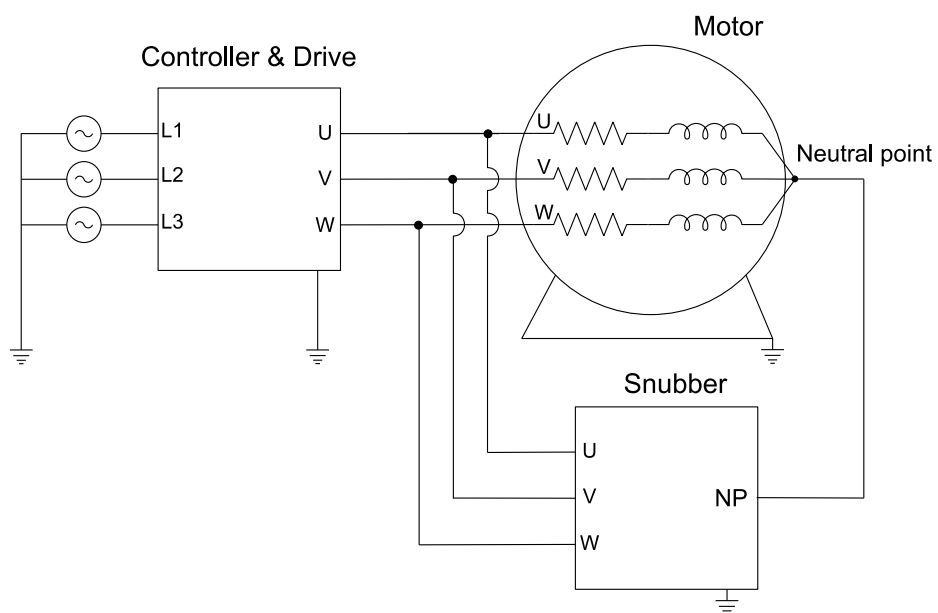 Motor
Controller & Drive
L1
L2
L3
U
V
W
U
V
W
Neutral point
Snubber
U
V
W
NP